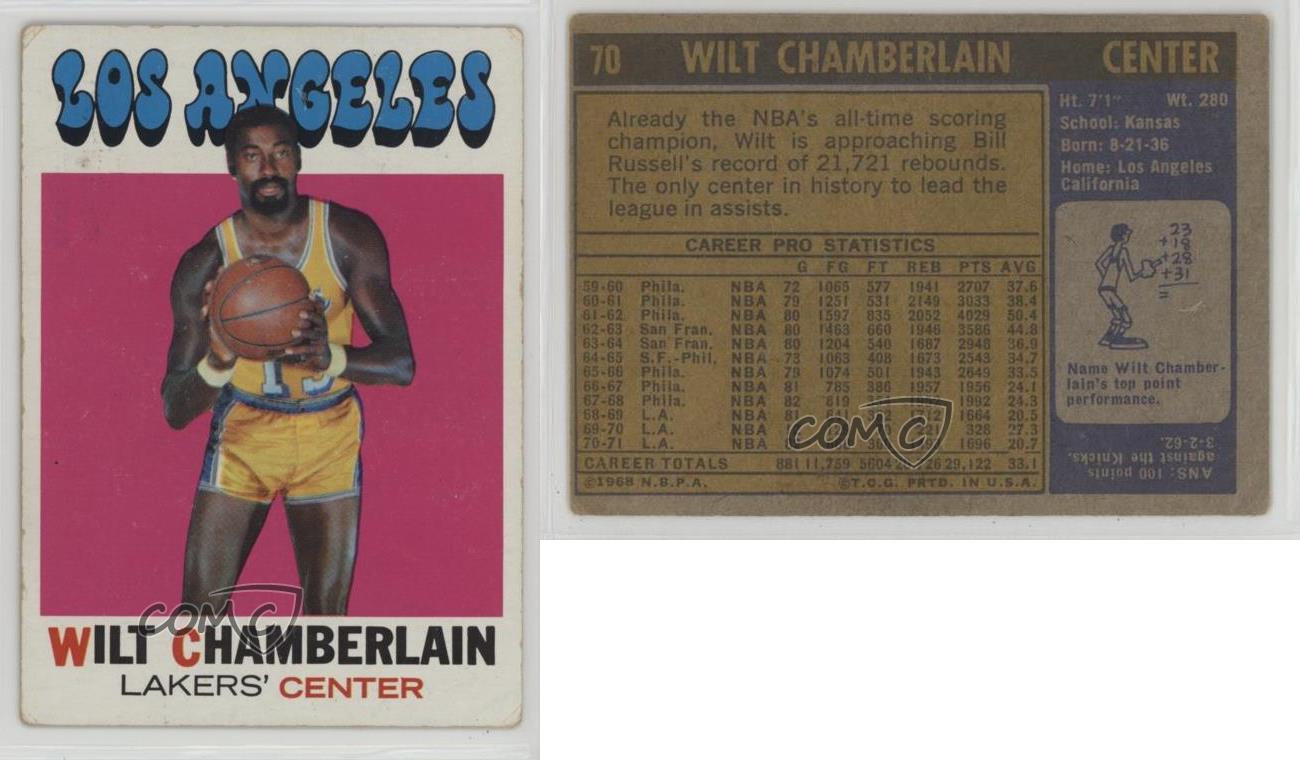 LOS ANGELES
WILT CHAMBERLAIN
LAKERS' CENTER
COMC
70 WILT CHAMBERLAIN CENTER
Already the NBA's all-time scoring
champion, Wilt is approaching Bill
Russell's record of 21,721 rebounds.
The only center in history to lead the
league in assists.
CAREER PRO STATISTICS
G FG FT REB PTS AVG
59-60 Phila. NBA 72 1065 577 1941 2707 37.6
60-61 Phila. NBA 79 1251 531 2149 3033 38.4
61-62 Phila. NBA 80 1597 835 2052 4029 50.4
62-63 San Fran. NBA 80 1463 660 1946 3586 44.8
63-64 San Fran. NBA 80 1204 540 1687 2948 36.9
64-65 S.F.-Phil. NBA 73 1063 408 1673 2543 34.7
65-66 Phila. NBA 79 1074 501 1943 2649 33.5
66-67 Phila. NBA 81 785 386 1957 1956 24.1
67-68 Phila. NBA 82 819 1992 24.3
68-69 L.A. NBA 81 1712 1664 20.5
69-70 L.A. NBA 328 27.3
70-71 L.A. NBA 1696 20.7
CAREER TOTALS 881 11,759 5604 29,122 33.1
©1968 N.B.P.A. ©T.C.G. PRTD. IN U.S.A.
COMC
Ht. 7'1" Wt. 280
School: Kansas
Born: 8-21-36
Home: Los Angeles
California
23
+18
+28
+31
=
Name Wilt Chamber-
lain's top point
performance.
ANS: 100 points
against the Knicks,
3-2-62.